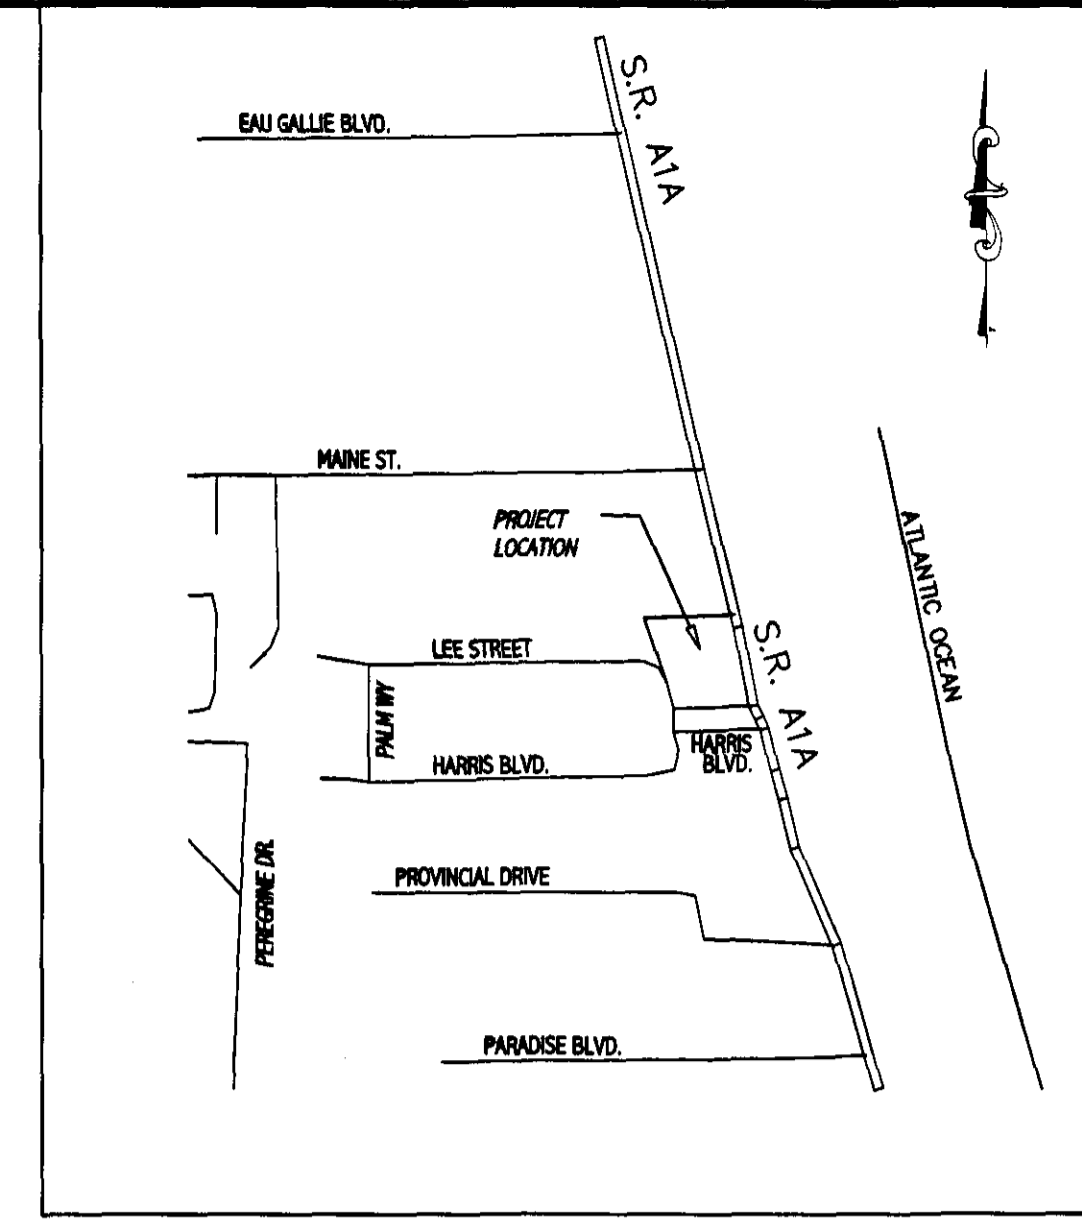 S.R. A1A
EAU GALLIE BLVD.
MAINE ST.
PROJECT
LOCATION
ATLANTIC OCEAN
S.R. A1A
LEE STREET
PALM WY
HARRIS
BLVD.
HARRIS BLVD.
PEREGRINE DR.
PROVINCIAL DRIVE
PARADISE BLVD.